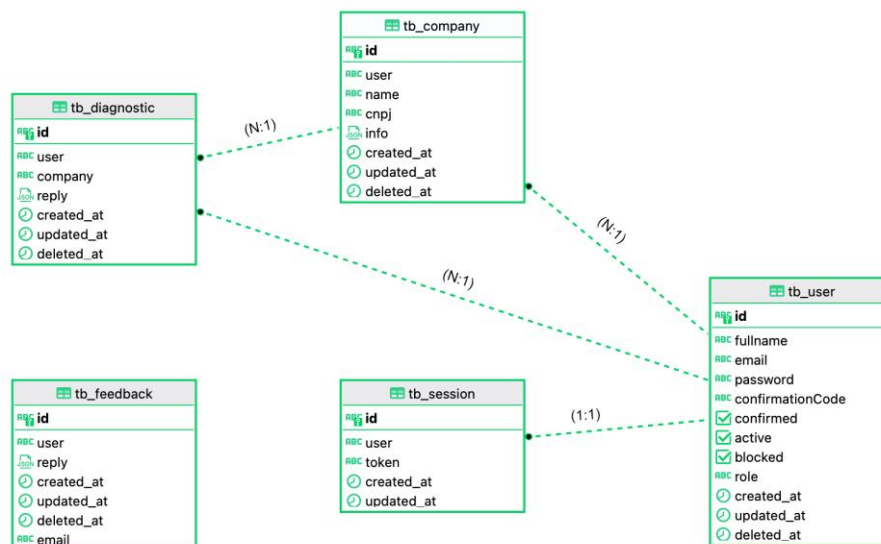 tb_company
id
user
name
cnpj
info
created_at
updated_at
deleted_at
tb_diagnostic
id
user
company
reply
created_at
updated_at
deleted_at
(N:1)
(N:1)
(N:1)
tb_user
id
fullname
email
password
confirmationCode
confirmed
active
blocked
role
created_at
updated_at
deleted_at
tb_feedback
id
user
reply
created_at
updated_at
deleted_at
email
tb_session
id
user
token
created_at
updated_at
(1:1)